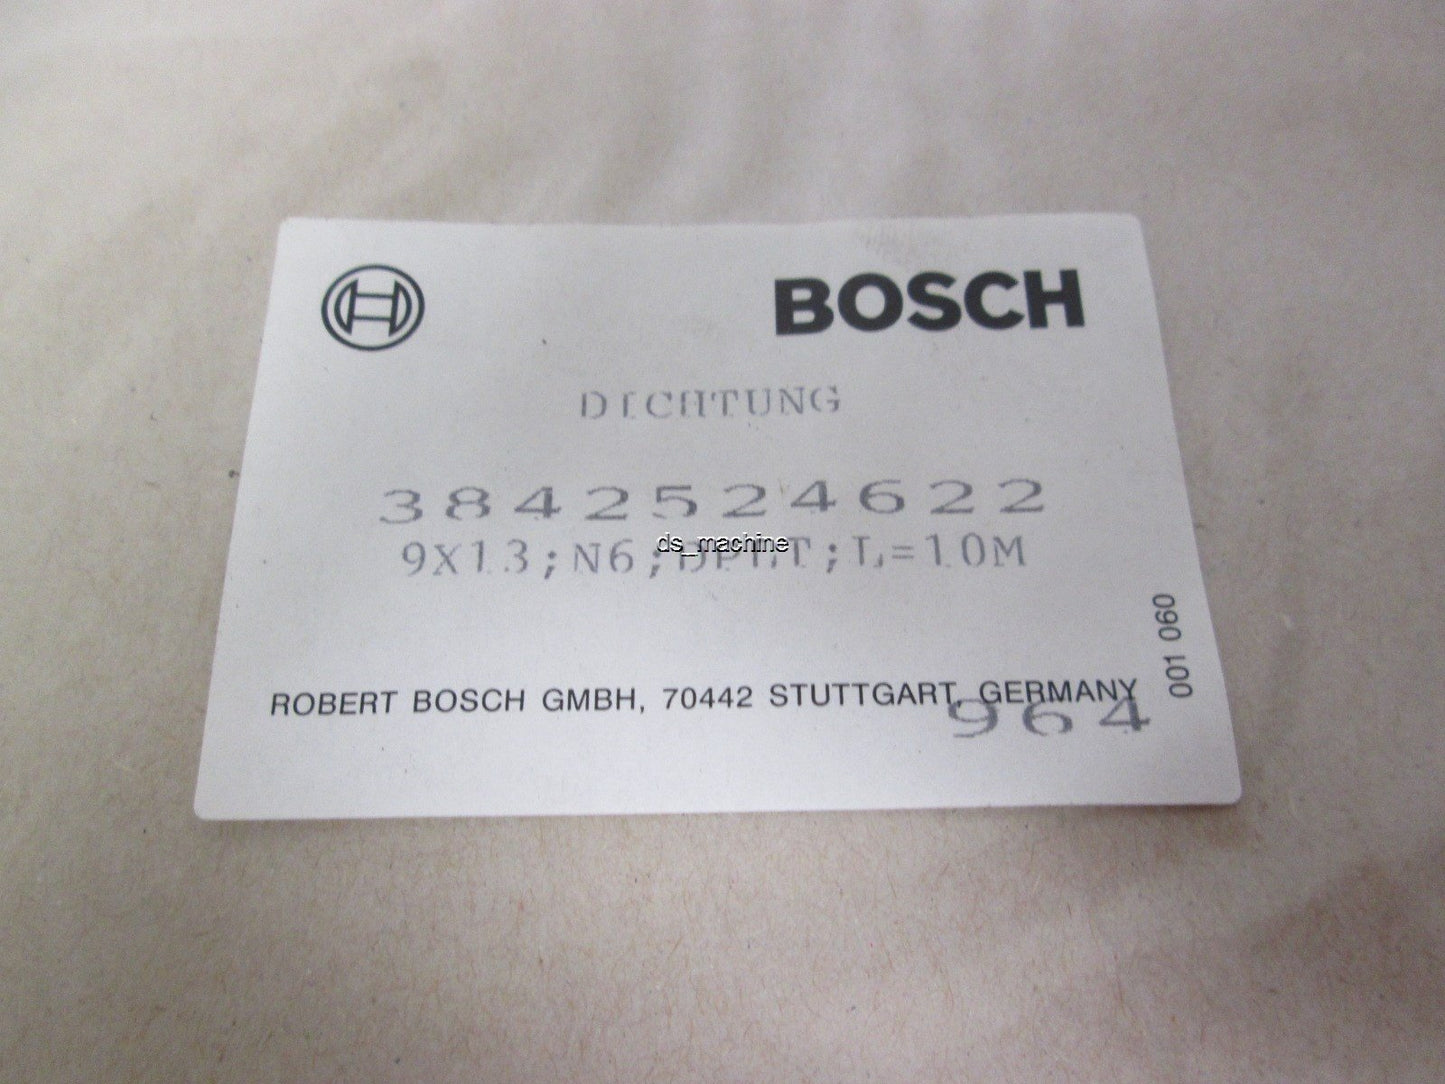 BOSCH
DICHTUNG
3842524622
9X13;N6; ;L=10M
ds_machine
001 060
ROBERT BOSCH GMBH, 70442 STUTTGART, GERMANY
964